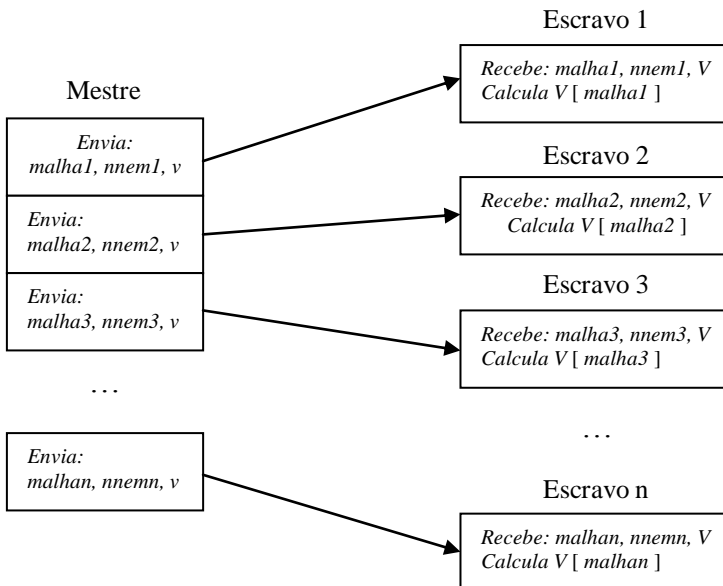 Mestre
Envia:
malha1, nnem1, v
Envia:
malha2, nnem2, v
Envia:
malha3, nnem3, v
…
Envia:
malhan, nnemn, v
Escravo 1
Recebe: malha1, nnem1, V
Calcula V [ malha1 ]
Escravo 2
Recebe: malha2, nnem2, V
Calcula V [ malha2 ]
Escravo 3
Recebe: malha3, nnem3, V
Calcula V [ malha3 ]
…
Escravo n
Recebe: malhan, nnemn, V
Calcula V [ malhan ]